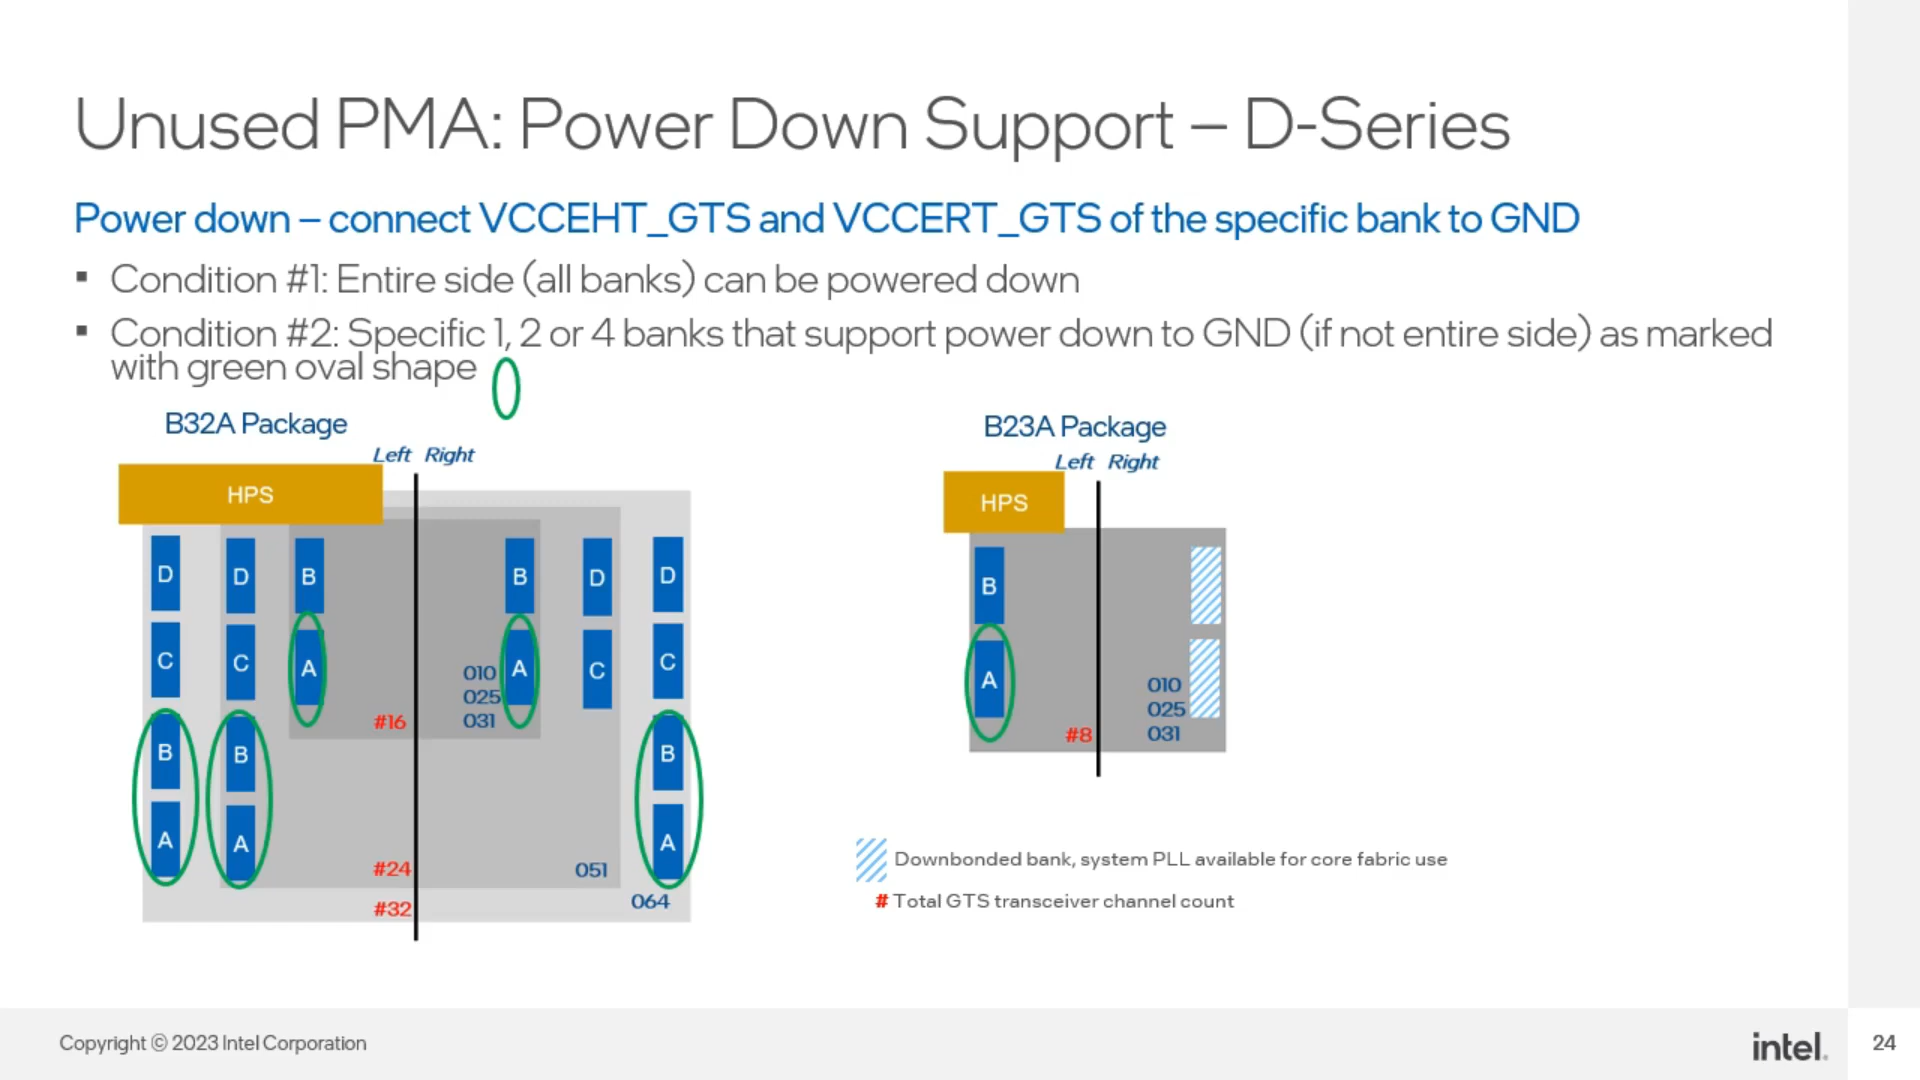 Unused PMA: Power Down Support – D-Series
Power down – connect VCCEHT_GTS and VCCERT_GTS of the specific bank to GND
▪ Condition #1: Entire side (all banks) can be powered down
▪ Condition #2: Specific 1, 2 or 4 banks that support power down to GND (if not entire side) as marked
with green oval shape
B32A Package
Left Right
HPS
D D B B D D
C C A A C C
010
025
031
#16
B B B
A A A
#24 051
#32 064
B23A Package
Left Right
HPS
B
A
010
025
031
#8
Downbonded bank, system PLL available for core fabric use
# Total GTS transceiver channel count
Copyright © 2023 Intel Corporation
intel.
24